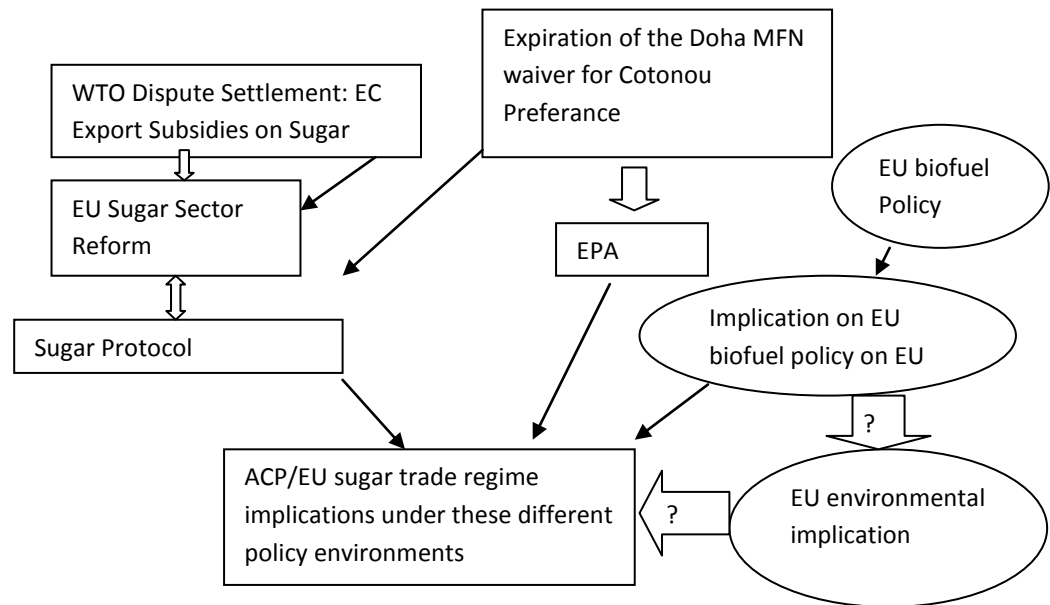 Expiration of the Doha MFN
waiver for Cotonou
Preferance
WTO Dispute Settlement: EC
Export Subsidies on Sugar
EU biofuel
Policy
EU Sugar Sector
Reform
EPA
Implication on EU
biofuel policy on EU
Sugar Protocol
?
ACP/EU sugar trade regime
implications under these different
policy environments
?
EU environmental
implication